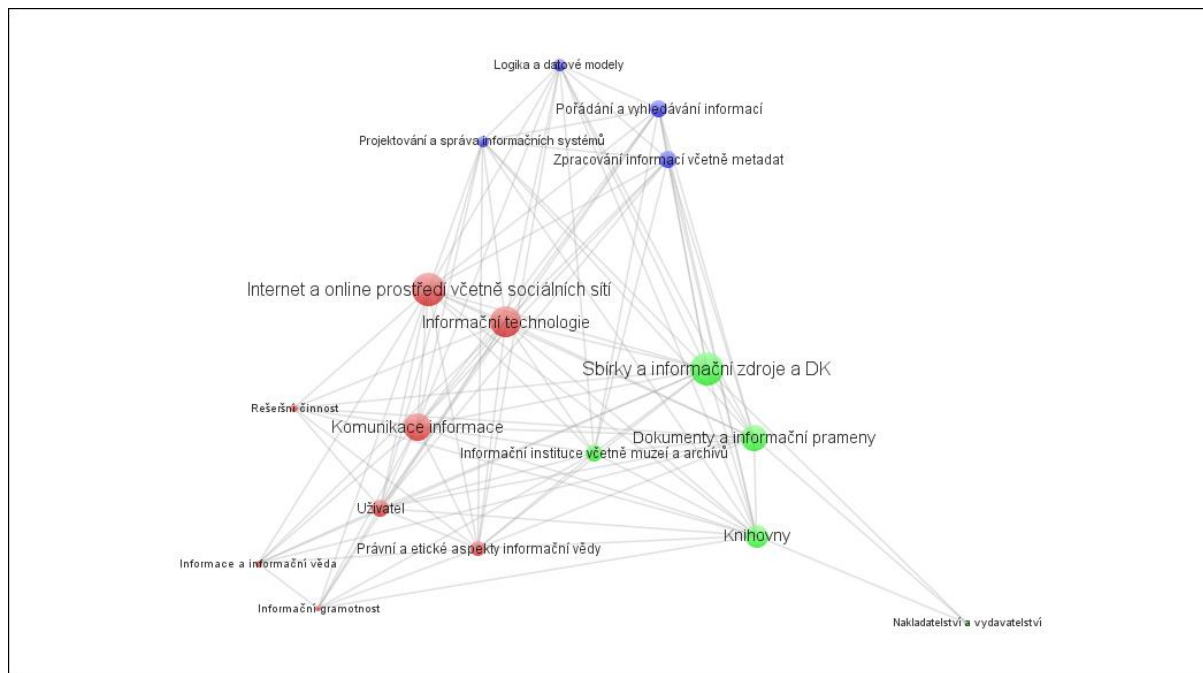 Logika a datové modely
Pořádání a vyhledávání informací
Projektování a správa informačních systémů
Zpracování informací včetně metadat
Internet a online prostředí včetně sociálních sítí
Informační technologie
Sbírky a informační zdroje a DK
Rešeršní činnost
Komunikace informace
Dokumenty a informační prameny
Informační instituce včetně muzeí a archívů
Uživatel
Knihovny
Právní a etické aspekty informační vědy
Informace a informační věda
Informační gramotnost
Nakladatelství a vydavatelství